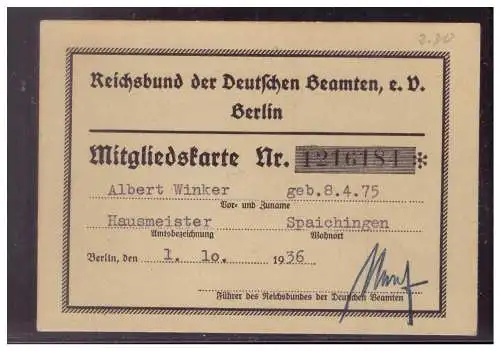 Reichsbund der Deutschen Beamten, e. V.
Berlin
Mitgliedskarte Nr. 1216184 ✻
Albert Winker geb.8.4.75
Vor- und Zuname
Hausmeister Spaichingen
Amtsbezeichnung Wohnort
Berlin, den 1. 1o. 1936
Führer des Reichsbundes der Deutschen Beamten